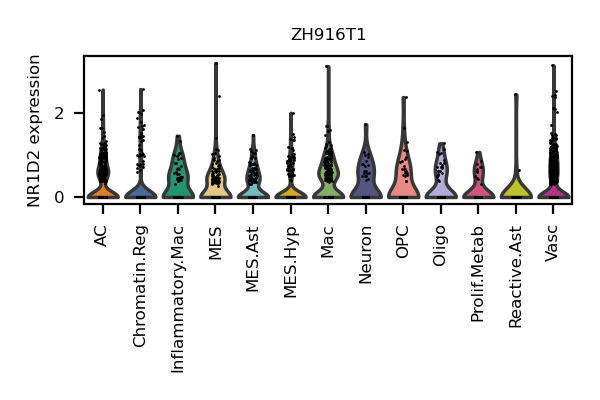 ZH916T1
NR1D2 expression
2
0
AC
Chromatin.Reg
Inflammatory.Mac
MES
MES.Ast
MES.Hyp
Mac
Neuron
OPC
Oligo
Prolif.Metab
Reactive.Ast
Vasc